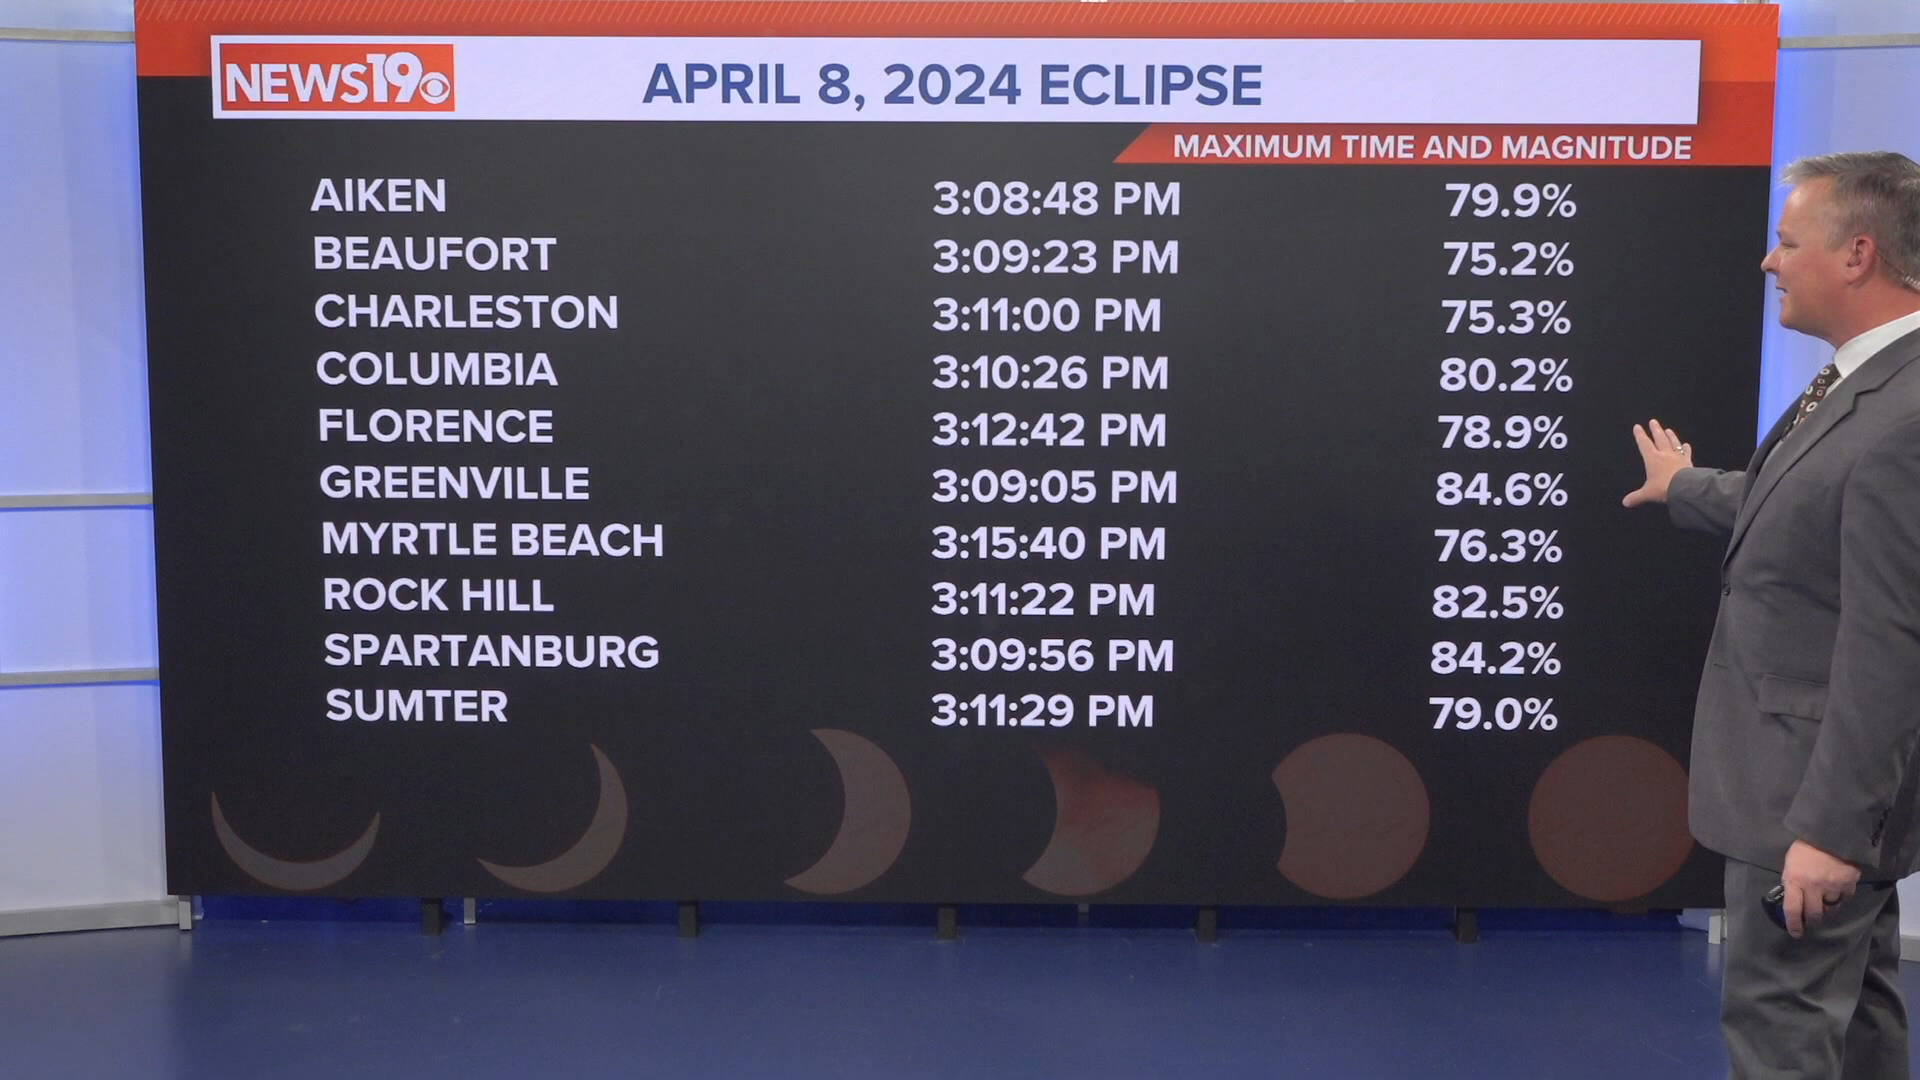 NEWS19
APRIL 8, 2024 ECLIPSE
MAXIMUM TIME AND MAGNITUDE
AIKEN 3:08:48 PM 79.9%
BEAUFORT 3:09:23 PM 75.2%
CHARLESTON 3:11:00 PM 75.3%
COLUMBIA 3:10:26 PM 80.2%
FLORENCE 3:12:42 PM 78.9%
GREENVILLE 3:09:05 PM 84.6%
MYRTLE BEACH 3:15:40 PM 76.3%
ROCK HILL 3:11:22 PM 82.5%
SPARTANBURG 3:09:56 PM 84.2%
SUMTER 3:11:29 PM 79.0%